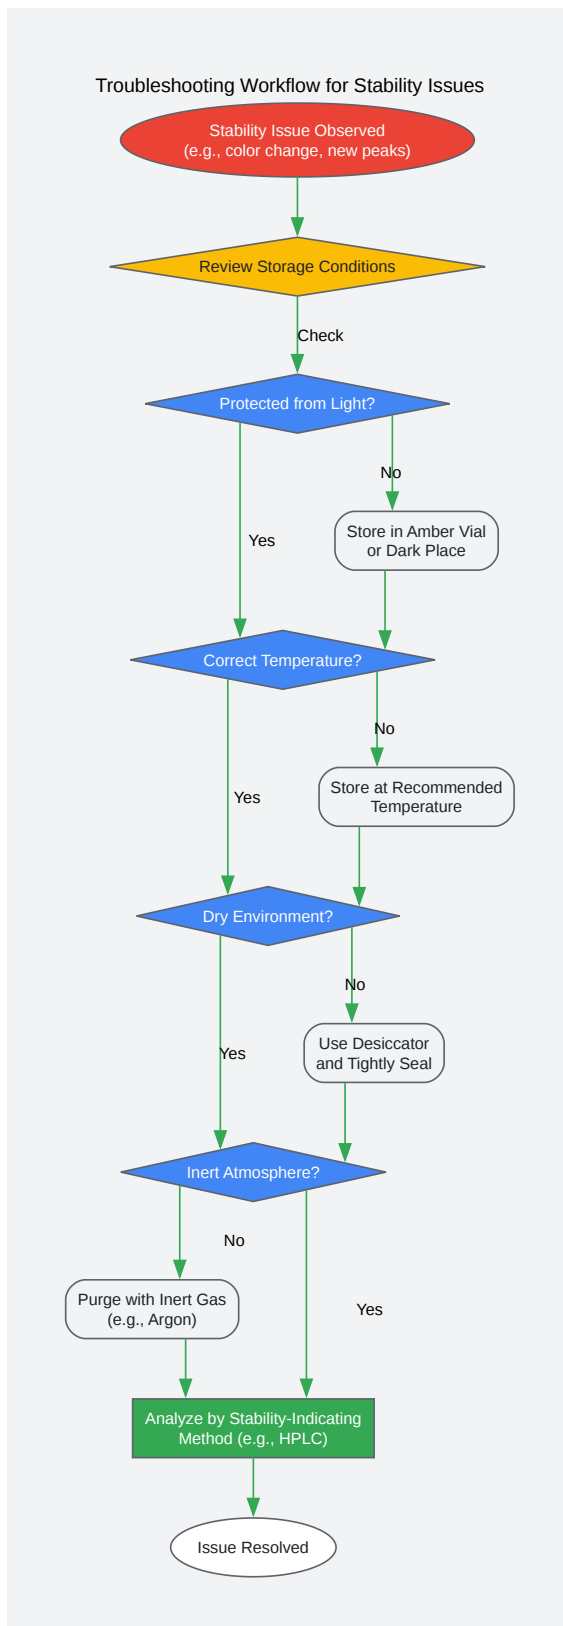 Troubleshooting Workflow for Stability Issues
Stability Issue Observed
(e.g., color change, new peaks)
Review Storage Conditions
Check
Protected from Light?
No
Store in Amber Vial
or Dark Place
Yes
Correct Temperature?
No
Store at Recommended
Temperature
Yes
Dry Environment?
No
Use Desiccator
and Tightly Seal
Yes
Inert Atmosphere?
No
Purge with Inert Gas
(e.g., Argon)
Yes
Analyze by Stability-Indicating
Method (e.g., HPLC)
Issue Resolved